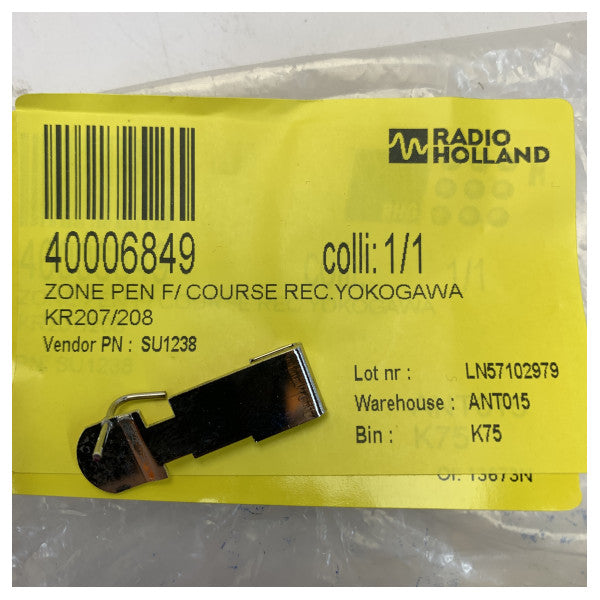 RADIO
HOLLAND
40006849 colli: 1/1
ZONE PEN F/ COURSE REC.YOKOGAWA
KR207/208
Vendor PN : SU1238
Lot nr : LN57102979
Warehouse : ANT015
Bin : K75
13673N